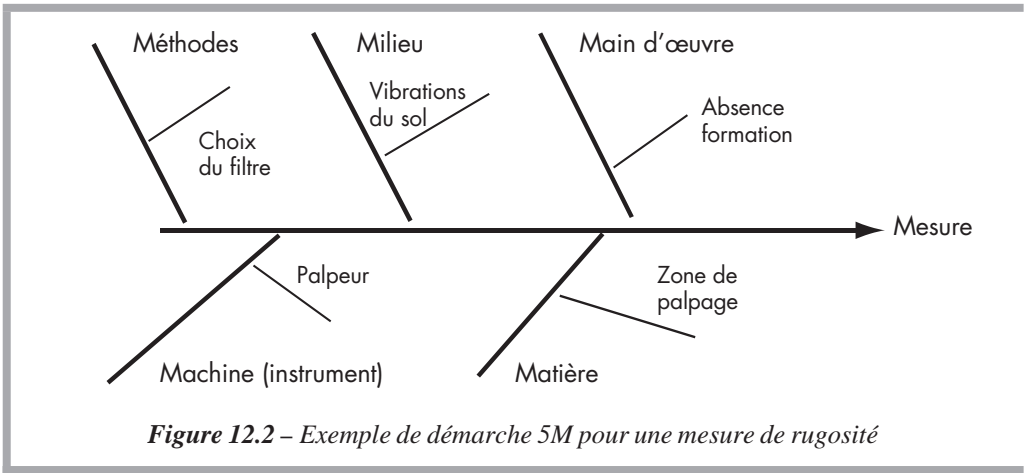 Méthodes
Milieu
Main d'œuvre
Vibrations
du sol
Absence
formation
Choix
du filtre
Mesure
Palpeur
Zone de
palpage
Machine (instrument)
Matière
Figure 12.2 – Exemple de démarche 5M pour une mesure de rugosité